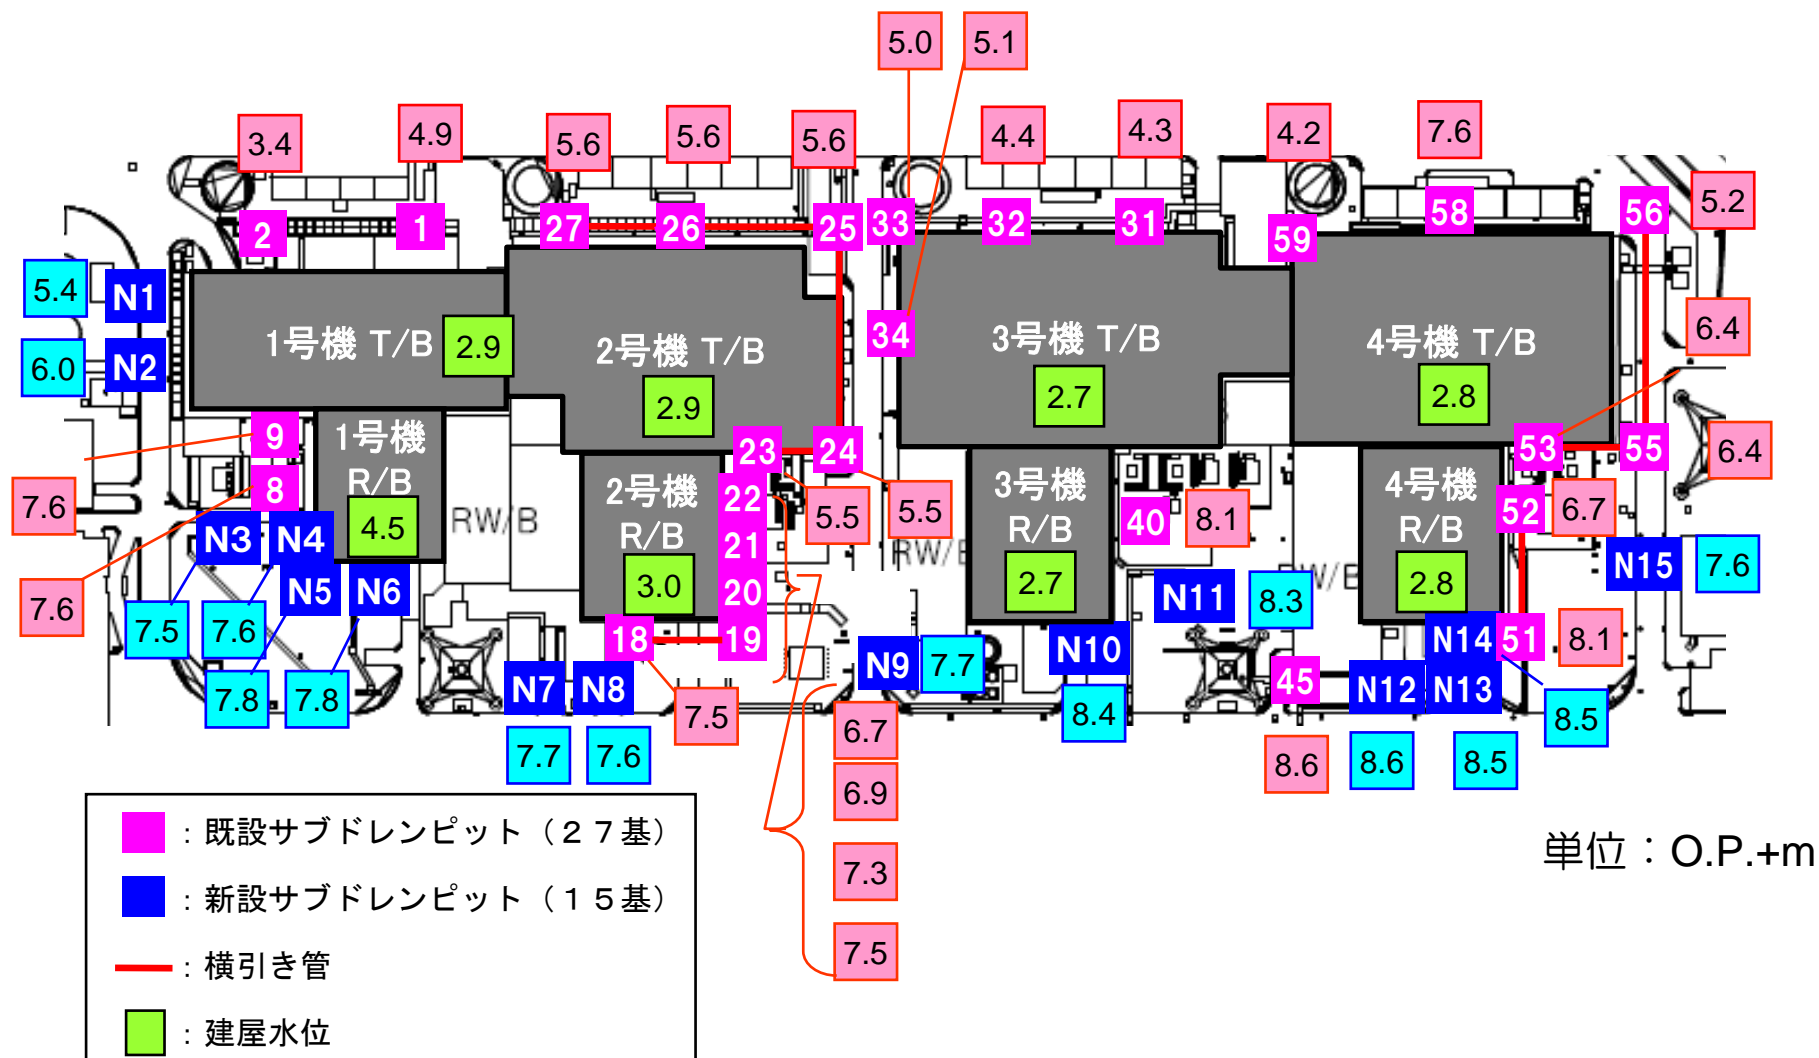 5.0 5.1
3.4 4.9 5.6 5.6 5.6 4.4 4.3 4.2 7.6
5.2
2 1 27 26 25 33 32 31 59 58 56
5.4 N1
6.0 N2
1号機 T/B 2.9
2号機 T/B
2.9
34
3号機 T/B
2.7
4号機 T/B
2.8
6.4
9
8
7.6
7.6
1号機
R/B
4.5
RW/B
23 24
22
21
20
18 19
5.5 5.5
2号機
R/B
3.0
3号機
R/B
2.7
RW/B
40 8.1
53 55
6.4
52 6.7
4号機
R/B
2.8
W/B
N3 N4
N5 N6
7.5 7.6
7.8 7.8
N7 N8
7.7 7.6
7.5
N9 7.7
N10
8.4
N11 8.3
N14 51 8.1
45 N12 N13
8.6 8.6 8.5
8.5
N15 7.6
6.7
6.9
7.3
7.5
:既設サブドレンピット(27基)
:新設サブドレンピット(15基)
:横引き管
:建屋水位
単位:O.P.+m